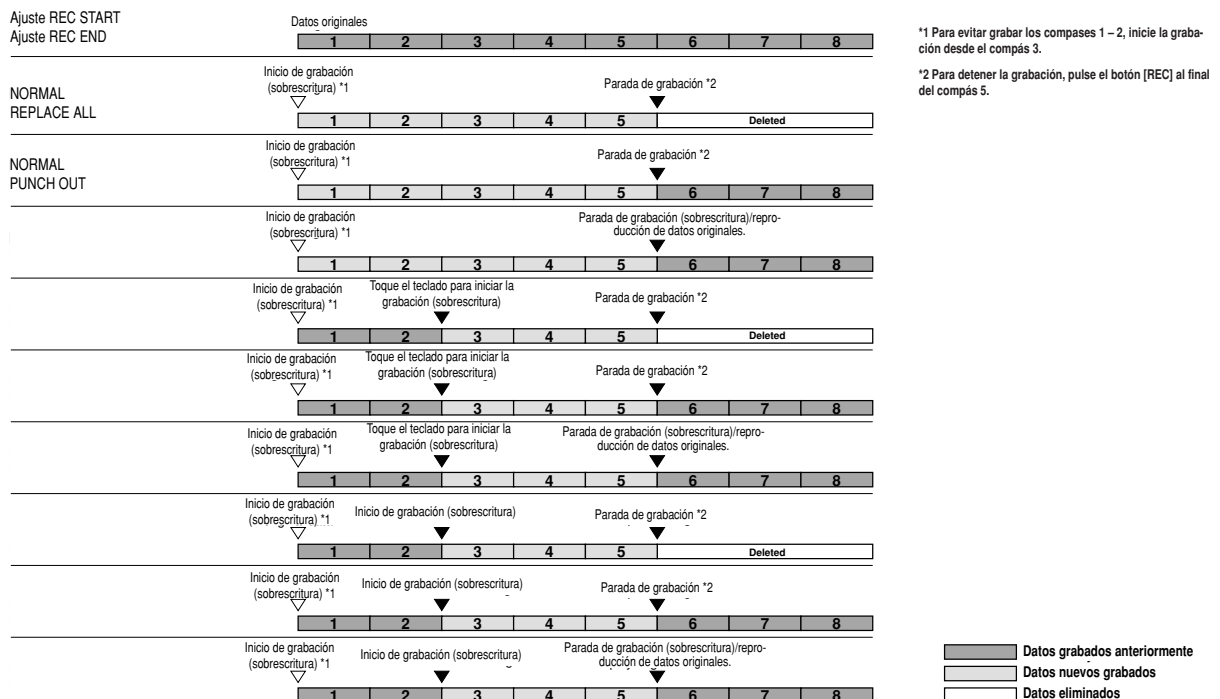 Ajuste REC START
Ajuste REC END
Datos originales
1 2 3 4 5 6 7 8
*1 Para evitar grabar los compases 1 – 2, inicie la graba-
ción desde el compás 3.
*2 Para detener la grabación, pulse el botón [REC] al final
del compás 5.
NORMAL
REPLACE ALL
Inicio de grabación
(sobrescritura) *1
Parada de grabación *2
1 2 3 4 5 Deleted
NORMAL
PUNCH OUT
Inicio de grabación
(sobrescritura) *1
Parada de grabación *2
1 2 3 4 5 6 7 8
Inicio de grabación
(sobrescritura) *1
Parada de grabación (sobrescritura)/repro-
ducción de datos originales.
1 2 3 4 5 6 7 8
Inicio de grabación
(sobrescritura) *1
Toque el teclado para iniciar la
grabación (sobrescritura)
Parada de grabación *2
1 2 3 4 5 Deleted
Inicio de grabación
(sobrescritura) *1
Toque el teclado para iniciar la
grabación (sobrescritura)
Parada de grabación *2
1 2 3 4 5 6 7 8
Inicio de grabación
(sobrescritura) *1
Toque el teclado para iniciar la
grabación (sobrescritura)
Parada de grabación (sobrescritura)/repro-
ducción de datos originales.
1 2 3 4 5 6 7 8
Inicio de grabación
(sobrescritura) *1
Inicio de grabación (sobrescritura)
Parada de grabación *2
1 2 3 4 5 Deleted
Inicio de grabación
(sobrescritura) *1
Inicio de grabación (sobrescritura)
Parada de grabación *2
1 2 3 4 5 6 7 8
Inicio de grabación
(sobrescritura) *1
Inicio de grabación (sobrescritura)
Parada de grabación (sobrescritura)/repro-
ducción de datos originales.
1 2 3 4 5 6 7 8
Datos grabados anteriormente
Datos nuevos grabados
Datos eliminados